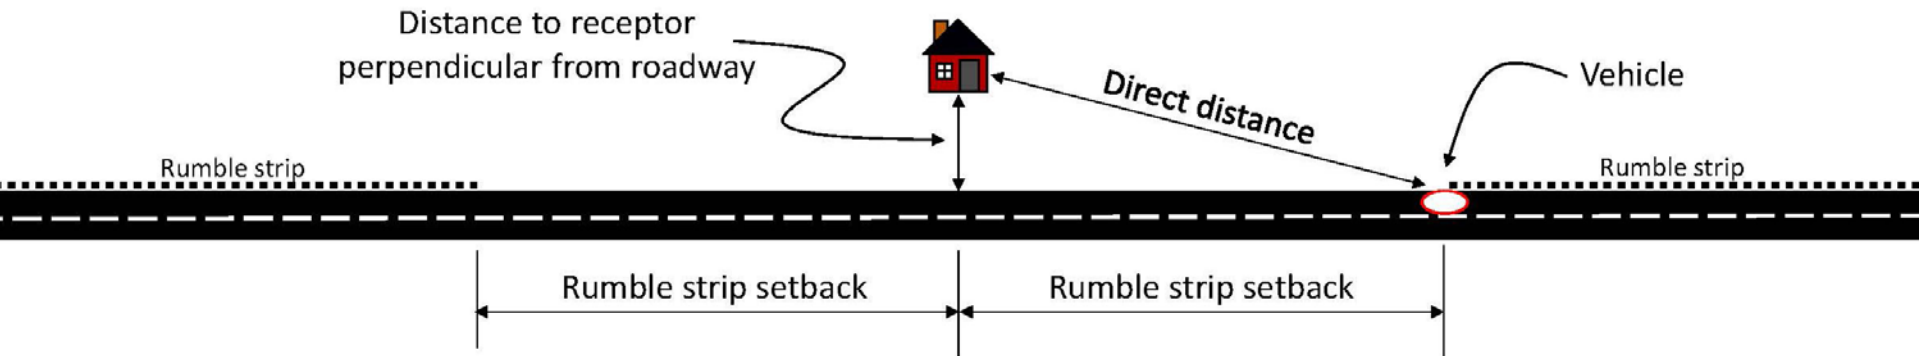 Distance to receptor
perpendicular from roadway
Direct distance
Vehicle
Rumble strip
Rumble strip
Rumble strip setback
Rumble strip setback